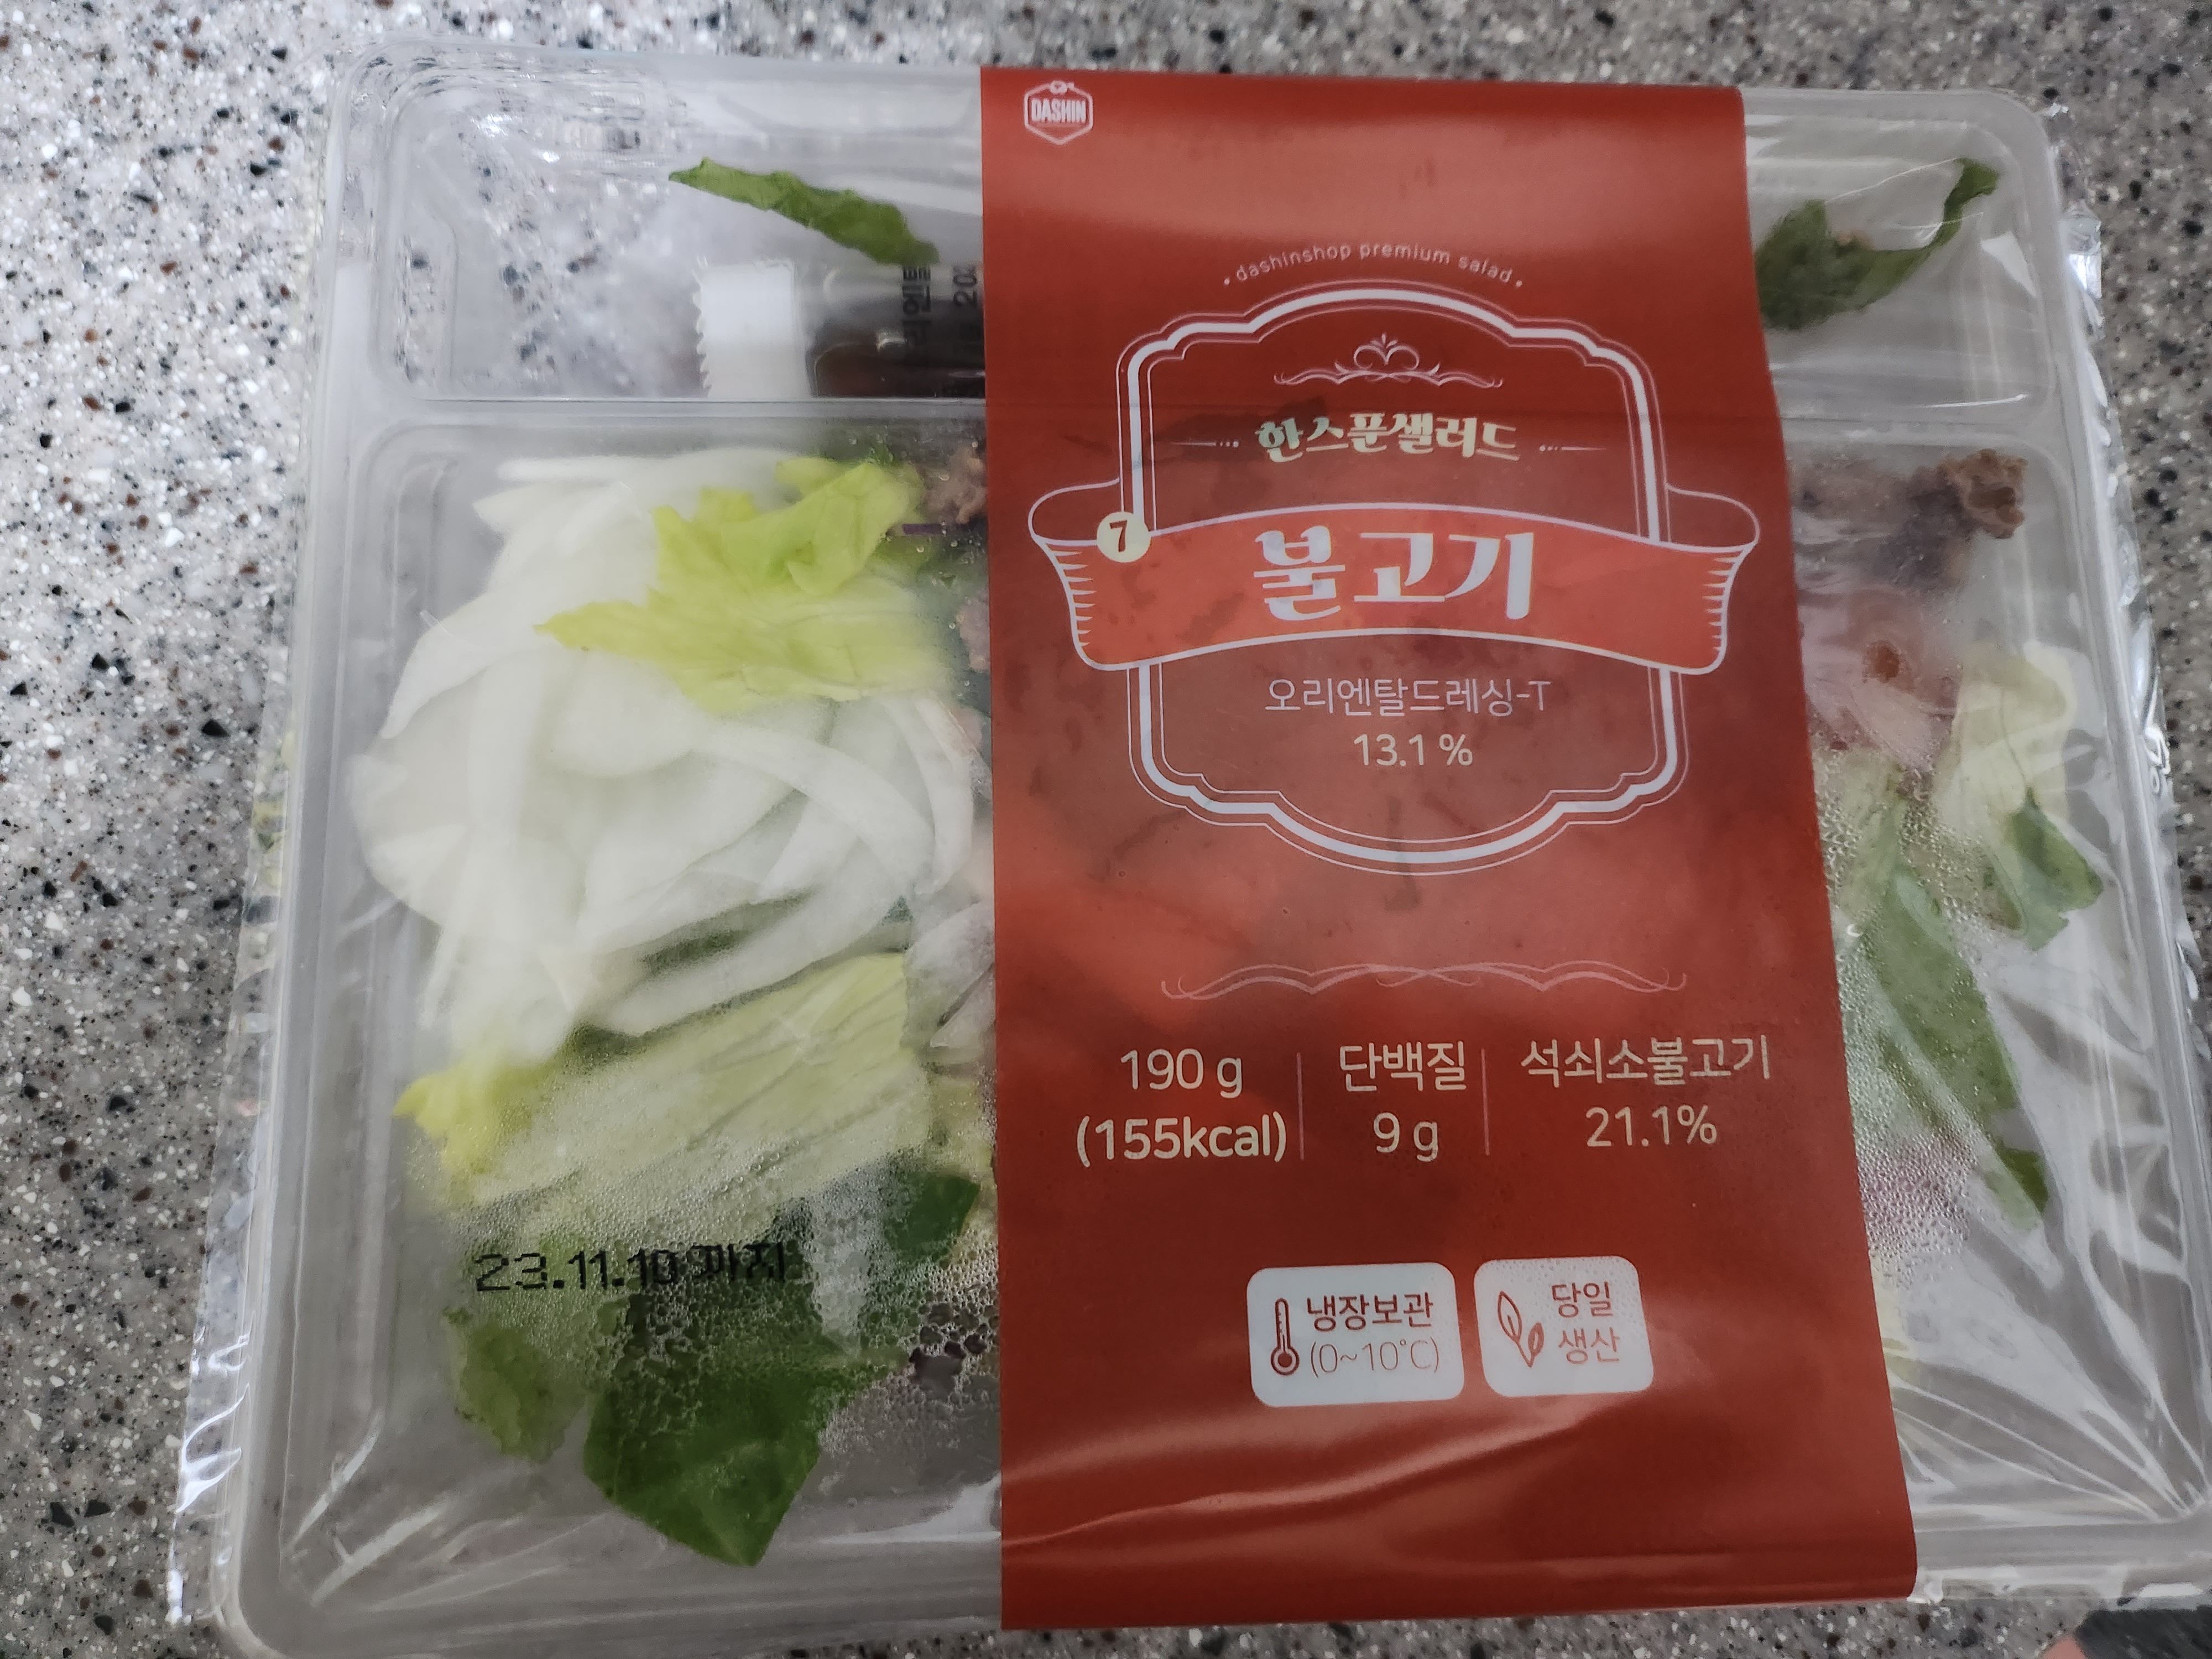 DASHIN
dashinshop premium salad
한스푼샐러드
7
불고기
오리엔탈드레싱-T
13.1 %
190 g
(155kcal)
단백질
9 g
석쇠소불고기
21.1%
23.11.10 까지
냉장보관
(0~10℃)
당일
생산